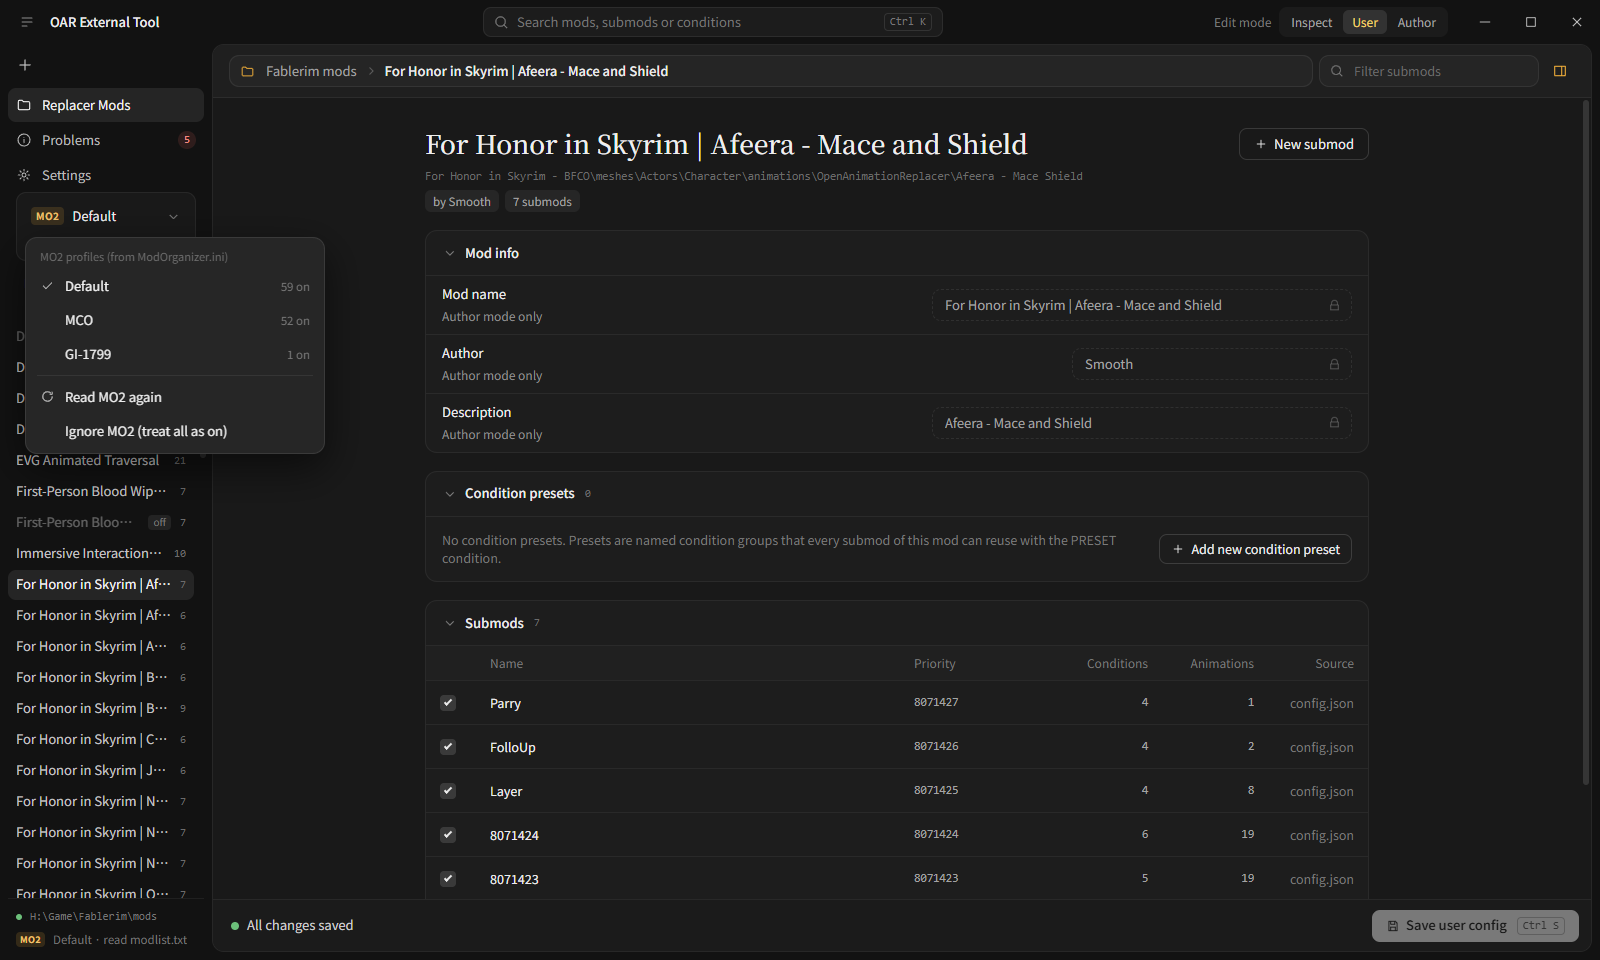 OAR External Tool
Search mods, submods or conditions
Ctrl K
Edit mode
Inspect
User
Author
Replacer Mods
Problems
5
Settings
MO2 Default
MO2 profiles (from ModOrganizer.ini)
Default 59 on
MCO 52 on
GI-1799 1 on
Read MO2 again
Ignore MO2 (treat all as on)
D
D
D
D
EVG Animated Traversal 21
First-Person Blood Wip··· 7
First-Person Bloo··· off 7
Immersive Interaction··· 10
For Honor in Skyrim | Af··· 7
For Honor in Skyrim | Af··· 6
For Honor in Skyrim | A··· 6
For Honor in Skyrim | B··· 6
For Honor in Skyrim | B··· 9
For Honor in Skyrim | C··· 6
For Honor in Skyrim | J··· 6
For Honor in Skyrim | N··· 7
For Honor in Skyrim | N··· 7
For Honor in Skyrim | N··· 7
For Honor in Skyrim | O··· 7
H:\Game\Fablerim\mods
MO2 Default · read modlist.txt
Fablerim mods > For Honor in Skyrim | Afeera - Mace and Shield
Filter submods
For Honor in Skyrim | Afeera - Mace and Shield
New submod
For Honor in Skyrim - BFCO\meshes\Actors\Character\animations\OpenAnimationReplacer\Afeera - Mace Shield
by Smooth 7 submods
Mod info
Mod name
Author mode only
For Honor in Skyrim | Afeera - Mace and Shield
Author
Author mode only
Smooth
Description
Author mode only
Afeera - Mace and Shield
Condition presets 0
No condition presets. Presets are named condition groups that every submod of this mod can reuse with the PRESET
condition.
Add new condition preset
Submods 7
Name Priority Conditions Animations Source
Parry 8071427 4 1 config.json
FolloUp 8071426 4 2 config.json
Layer 8071425 4 8 config.json
8071424 8071424 6 19 config.json
8071423 8071423 5 19 config.json
All changes saved
Save user config Ctrl S